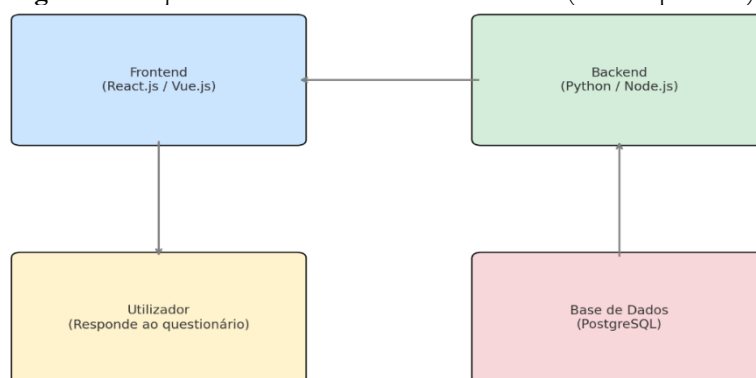 Frontend
(React.js / Vue.js)
Backend
(Python / Node.js)
Utilizador
(Responde ao questionário)
Base de Dados
(PostgreSQL)